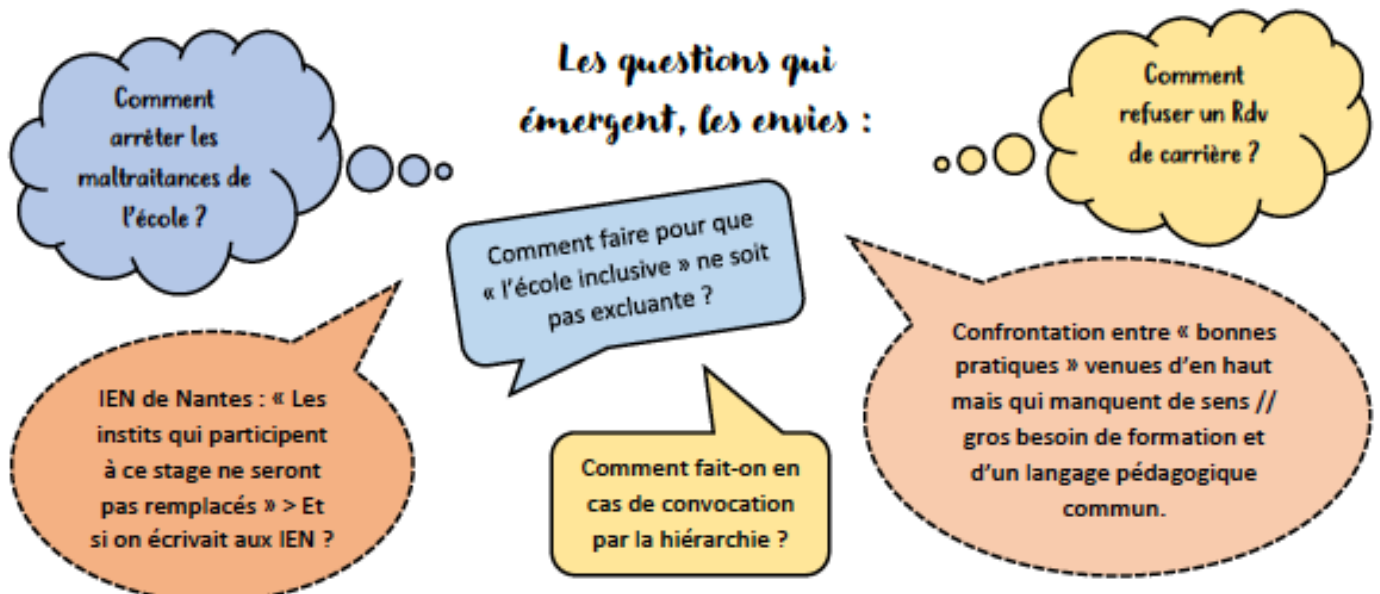 Les questions qui
émergent, les envies :
Comment
arrêter les
maltraitances de
l'école ?
Comment
refuser un Rdv
de carrière ?
Comment faire pour que
« l'école inclusive » ne soit
pas excluante ?
IEN de Nantes : « Les
instits qui participent
à ce stage ne seront
pas remplacés » > Et
si on écrivait aux IEN ?
Comment fait-on en
cas de convocation
par la hiérarchie ?
Confrontation entre « bonnes
pratiques » venues d'en haut
mais qui manquent de sens //
gros besoin de formation et
d'un langage pédagogique
commun.